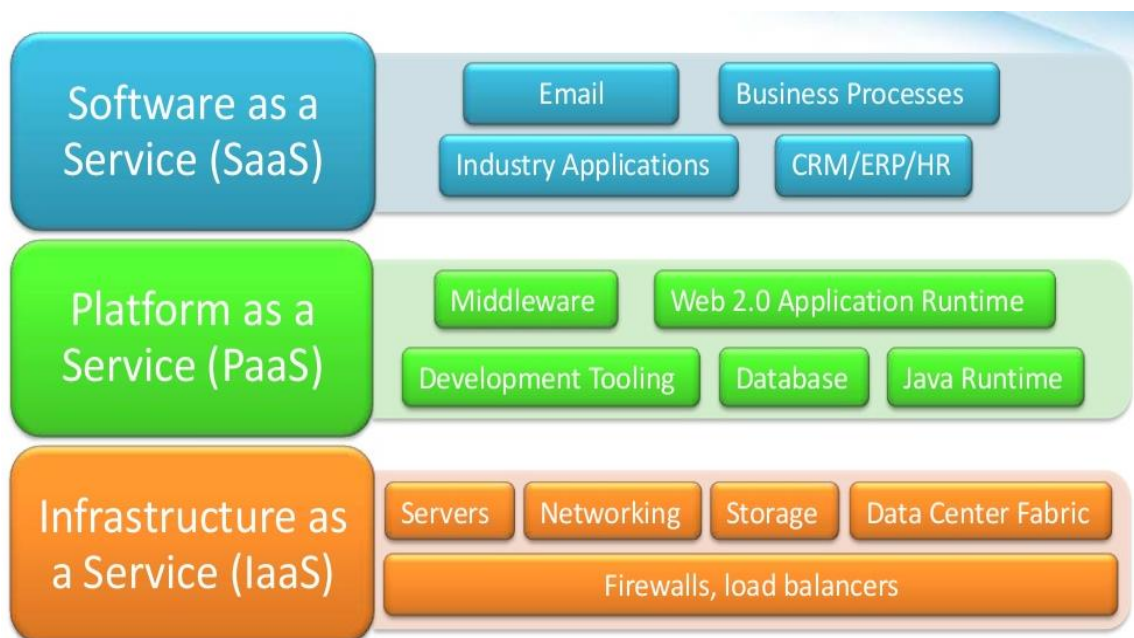 Software as a
Service (SaaS)
Email
Business Processes
Industry Applications
CRM/ERP/HR
Platform as a
Service (PaaS)
Middleware
Web 2.0 Application Runtime
Development Tooling
Database
Java Runtime
Infrastructure as
a Service (IaaS)
Servers
Networking
Storage
Data Center Fabric
Firewalls, load balancers